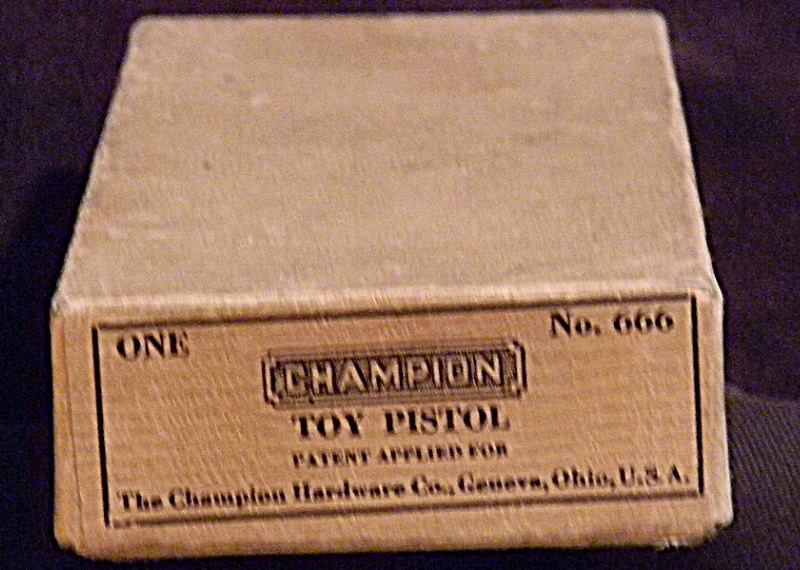 ONE No. 666
CHAMPION
TOY PISTOL
PATENT APPLIED FOR
The Champion Hardware Co., Geneva, Ohio, U.S.A.